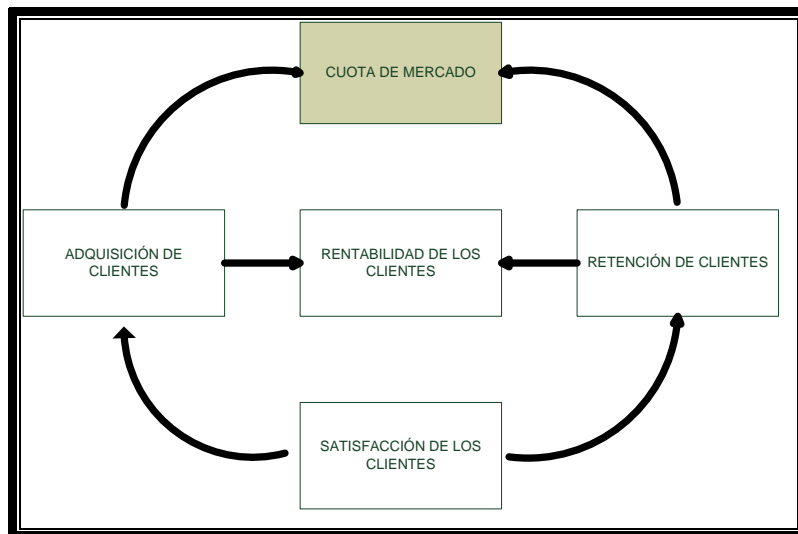 CUOTA DE MERCADO
ADQUISICIÓN DE
CLIENTES
RENTABILIDAD DE LOS
CLIENTES
RETENCIÓN DE CLIENTES
SATISFACCIÓN DE LOS
CLIENTES